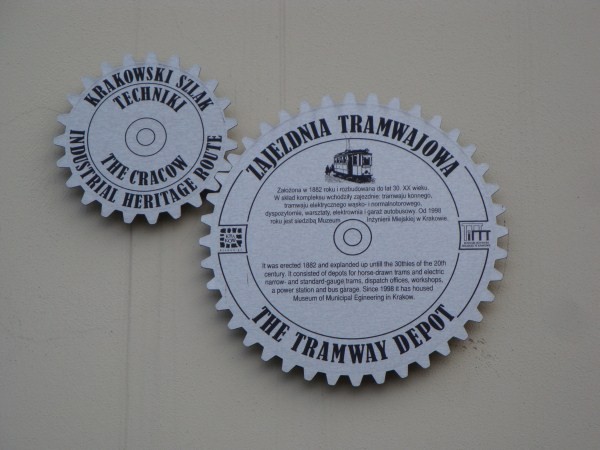 KRAKOWSKI SZLAK
TECHNIKI
THE CRACOW
INDUSTRIAL HERITAGE ROUTE
ZAJEZDNIA TRAMWAJOWA
Założona w 1882 roku i rozbudowana do lat 30. XX wieku.
W skład kompleksu wchodziły zajezdnie: tramwaju konnego,
tramwaju elektrycznego wąsko- i normalnotorowego,
dyspozytornie, warsztaty, elektrownia i garaż autobusowy. Od 1998
roku jest siedzibą Muzeum Inżynierii Miejskiej w Krakowie.
It was erected 1882 and explanded up untill the 30thies of the 20th
century. It consisted of depots for horse-drawn trams and electric
narrow- and standard-gauge trams, dispatch offices, workshops,
a power station and bus garage. Since 1998 it has housed
Museum of Municipal Egineering in Krakow.
THE TRAMWAY DEPOT